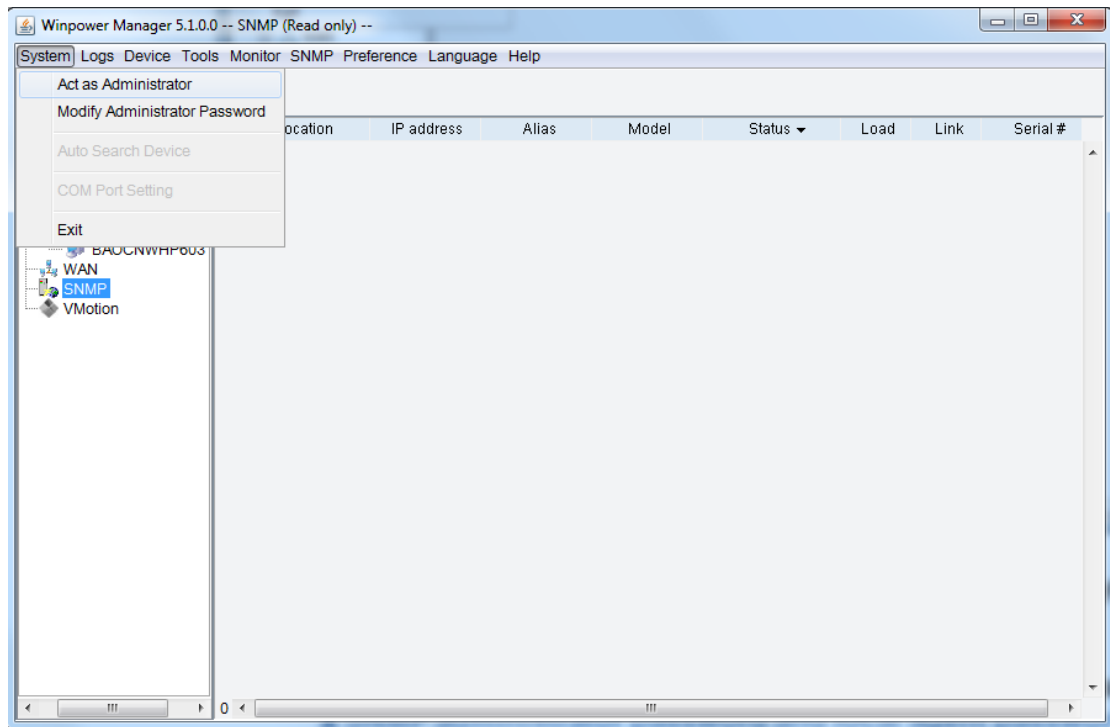 Winpower Manager 5.1.0.0 -- SNMP (Read only) --
System Logs Device Tools Monitor SNMP Preference Language Help
Act as Administrator
Modify Administrator Password
Auto Search Device
COM Port Setting
Exit
ocation IP address Alias Model Status Load Link Serial #
BAOCNWHP603
WAN
SNMP
VMotion
0